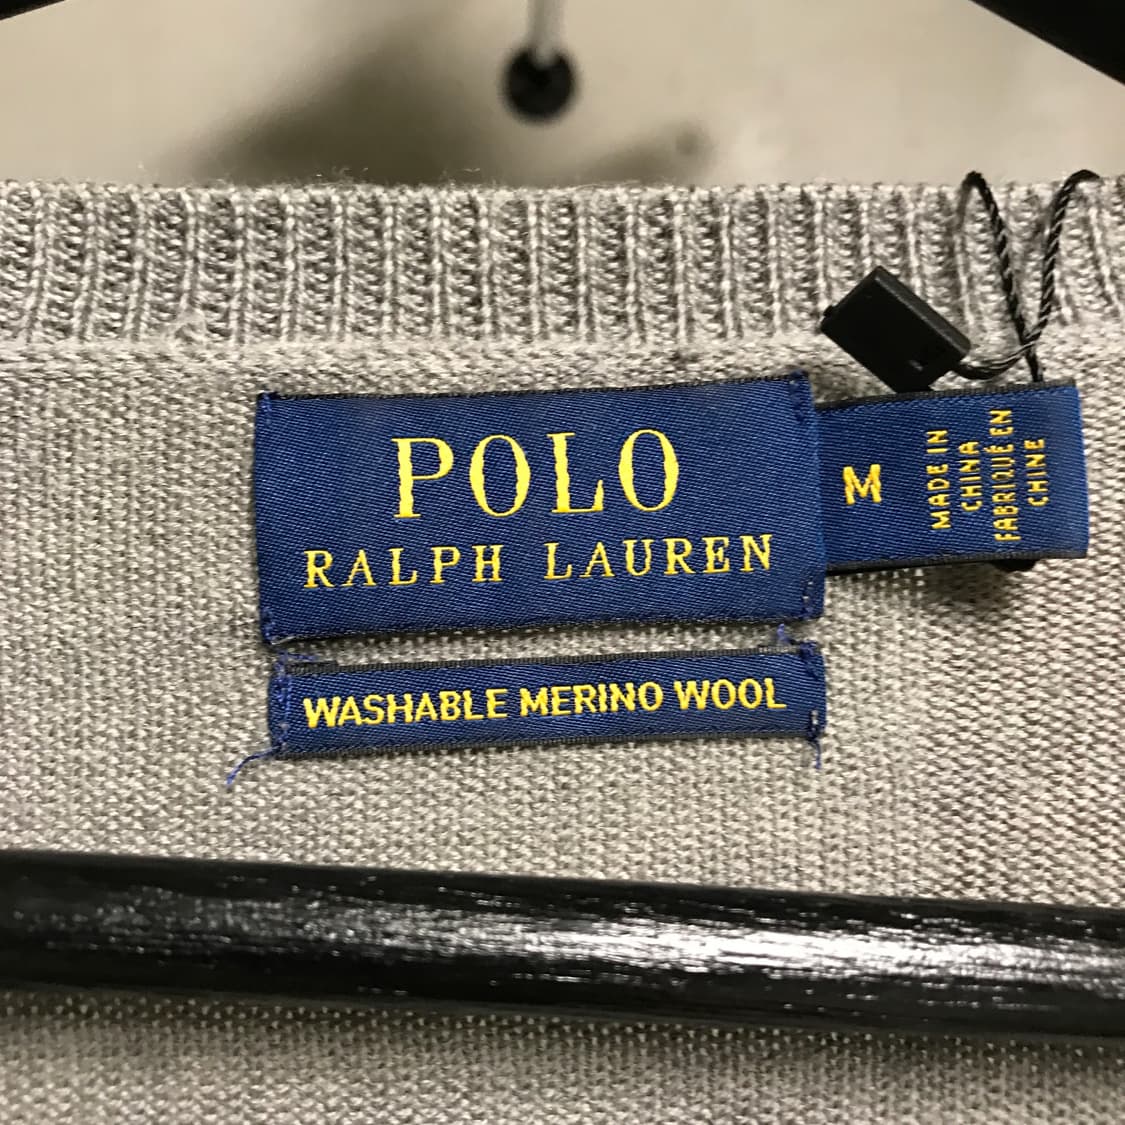 POLO
RALPH LAUREN
M
MADE IN
CHINA
FABRIQUÉ EN
CHINE
WASHABLE MERINO WOOL